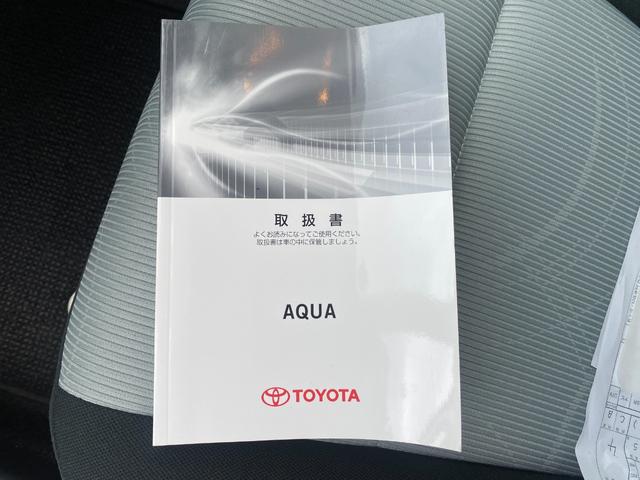 取扱書
よくお読みになってご使用ください。
取扱書は車の中に保管しましょう。
AQUA
TOYOTA